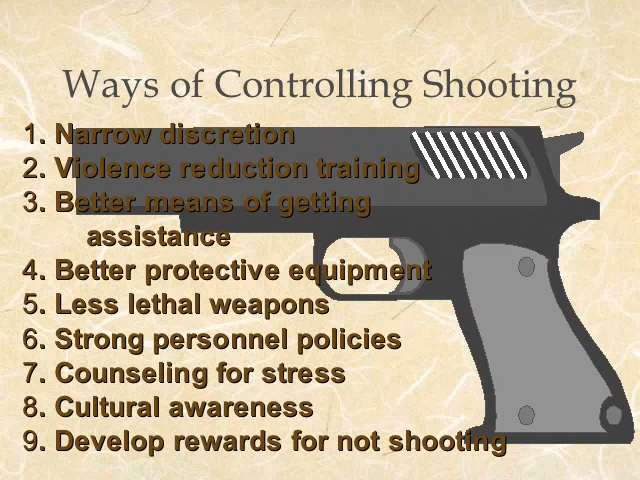 Ways of Controlling Shooting
1. Narrow discretion
2. Violence reduction training
3. Better means of getting
assistance
4. Better protective equipment
5. Less lethal weapons
6. Strong personnel policies
7. Counseling for stress
8. Cultural awareness
9. Develop rewards for not shooting